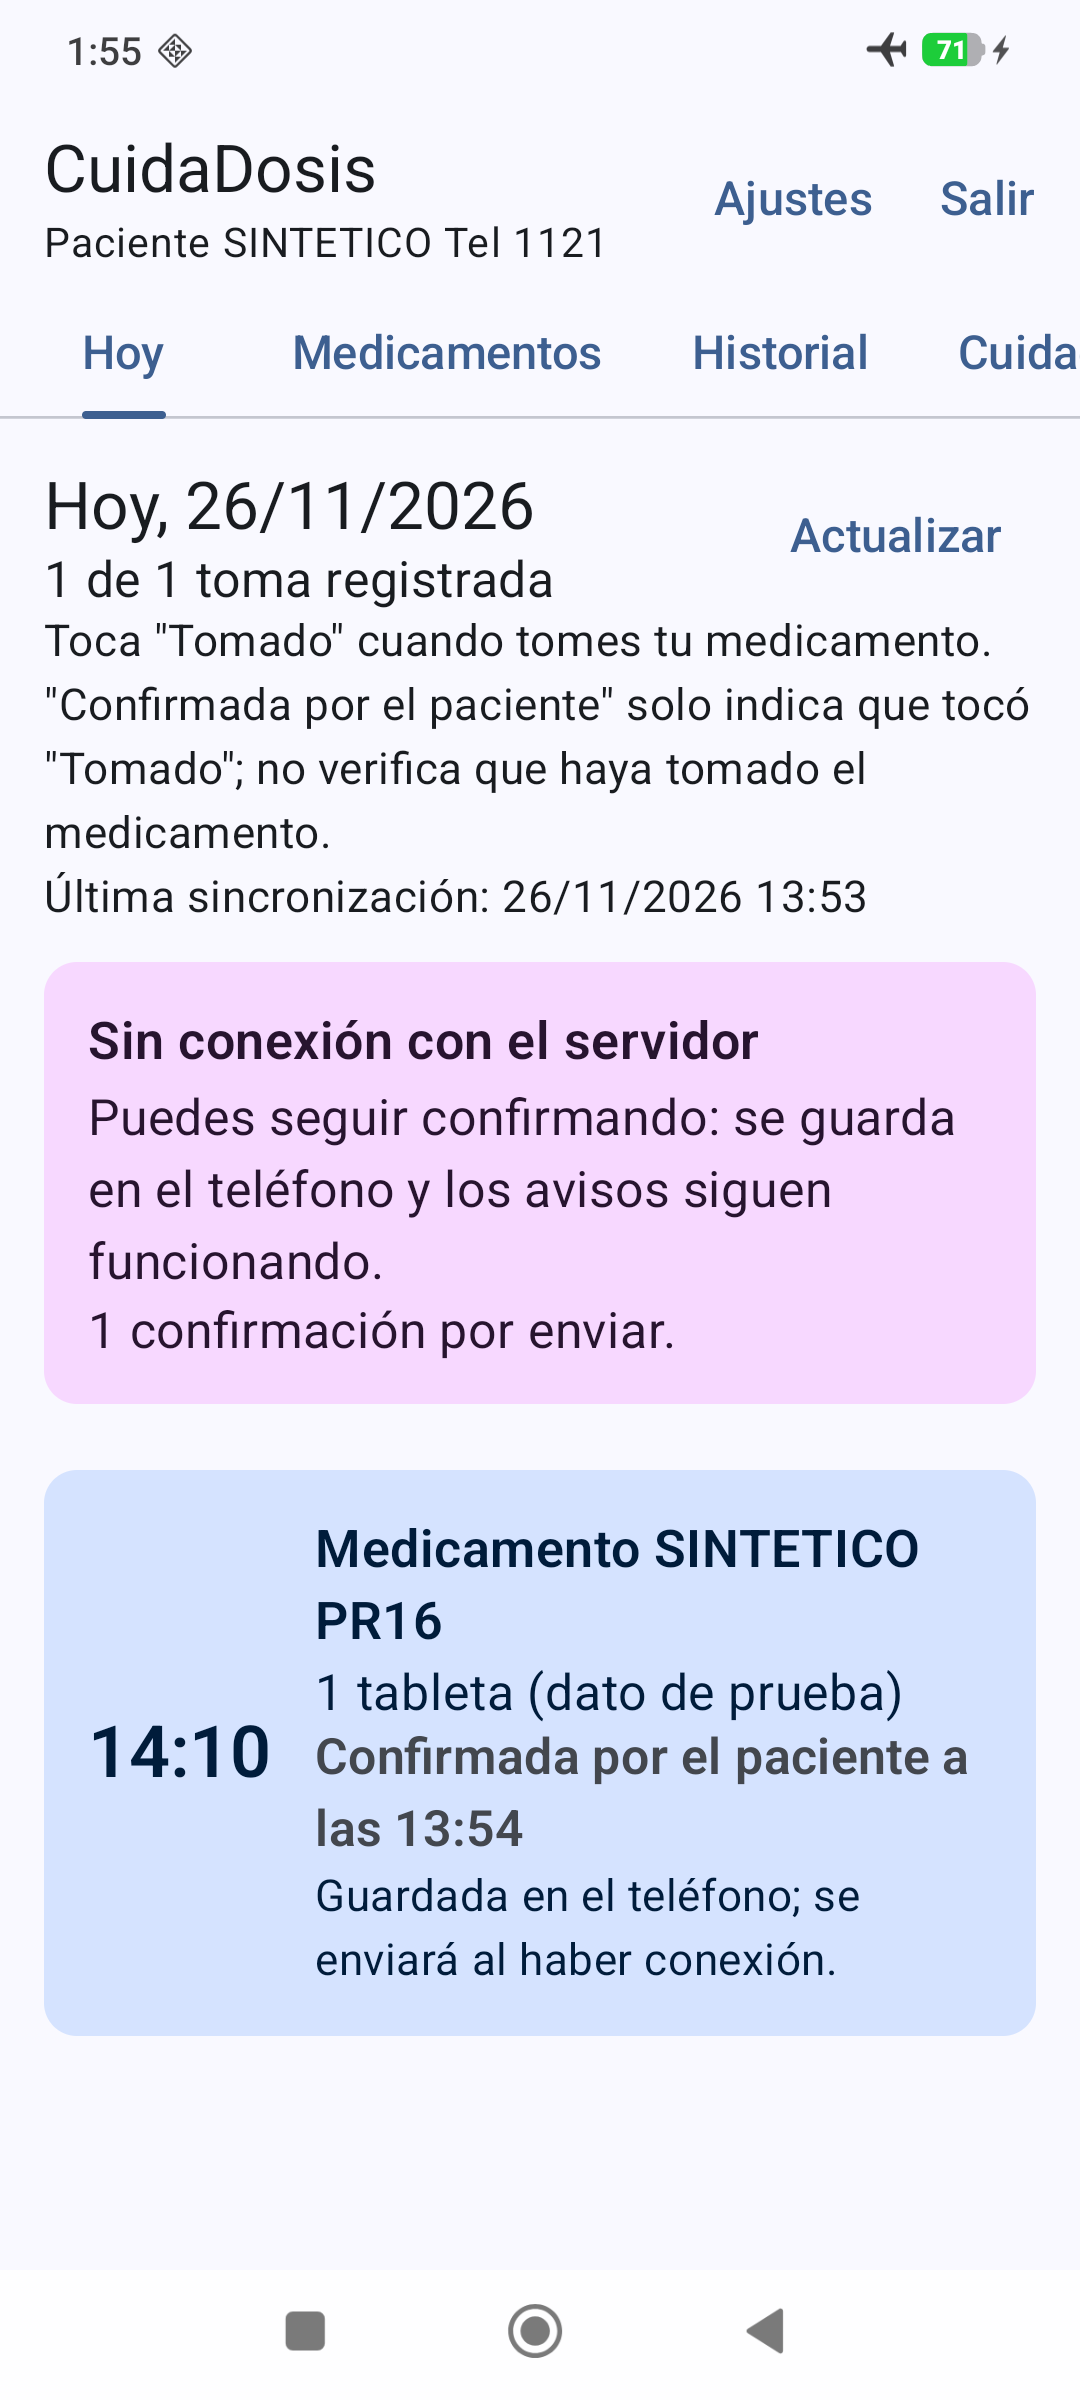 1:55
71
CuidaDosis
Ajustes
Salir
Paciente SINTETICO Tel 1121
Hoy
Medicamentos
Historial
Cuida
Hoy, 26/11/2026
Actualizar
1 de 1 toma registrada
Toca "Tomado" cuando tomes tu medicamento.
"Confirmada por el paciente" solo indica que tocó
"Tomado"; no verifica que haya tomado el
medicamento.
Última sincronización: 26/11/2026 13:53
Sin conexión con el servidor
Puedes seguir confirmando: se guarda
en el teléfono y los avisos siguen
funcionando.
1 confirmación por enviar.
14:10
Medicamento SINTETICO
PR16
1 tableta (dato de prueba)
Confirmada por el paciente a
las 13:54
Guardada en el teléfono; se
enviará al haber conexión.